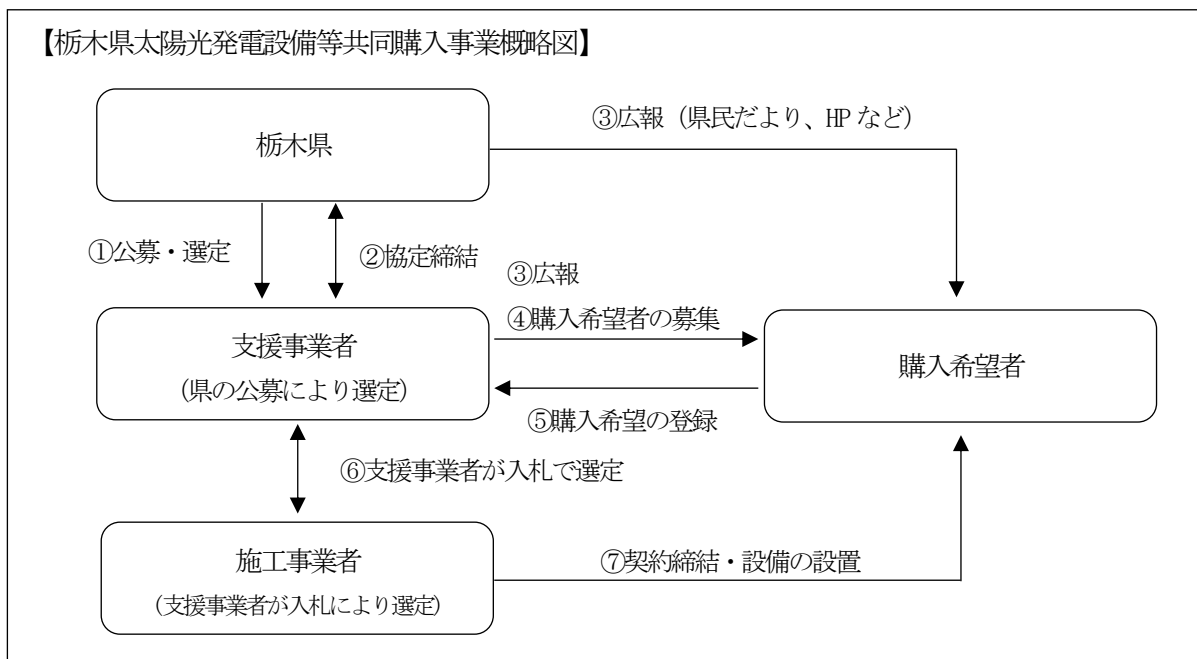 【栃木県太陽光発電設備等共同購入事業概略図】
栃木県
③広報（県民だより、HPなど）
①公募・選定
②協定締結
③広報
④購入希望者の募集
支援事業者
（県の公募により選定）
購入希望者
⑤購入希望の登録
⑥支援事業者が入札で選定
施工事業者
（支援事業者が入札により選定）
⑦契約締結・設備の設置